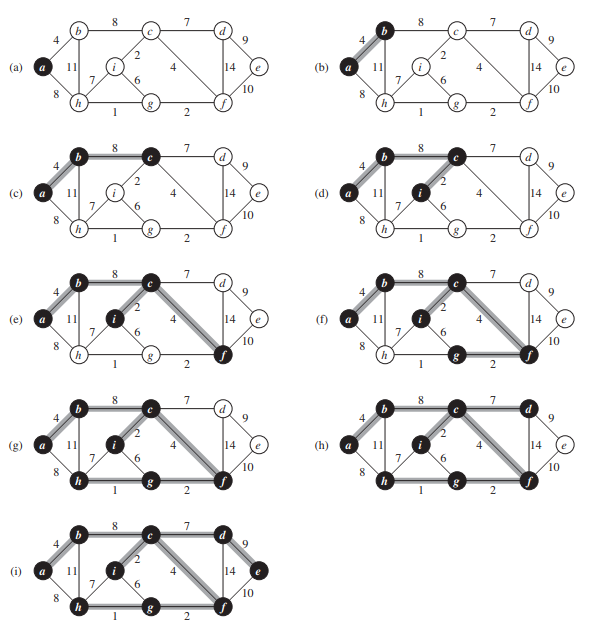 8 7
b c d
4 2 9
(a) a 11 i 4 14 e
8 7 6 10
h g f
1 2
8 7
b c d
4 2 9
(b) a 11 i 4 14 e
8 7 6 10
h g f
1 2
8 7
b c d
4 2 9
(c) a 11 i 4 14 e
8 7 6 10
h g f
1 2
8 7
b c d
4 2 9
(d) a 11 i 4 14 e
8 7 6 10
h g f
1 2
8 7
b c d
4 2 9
(e) a 11 i 4 14 e
8 7 6 10
h g f
1 2
8 7
b c d
4 2 9
(f) a 11 i 4 14 e
8 7 6 10
h g f
1 2
8 7
b c d
4 2 9
(g) a 11 i 4 14 e
8 7 6 10
h g f
1 2
8 7
b c d
4 2 9
(h) a 11 i 4 14 e
8 7 6 10
h g f
1 2
8 7
b c d
4 2 9
(i) a 11 i 4 14 e
8 7 6 10
h g f
1 2